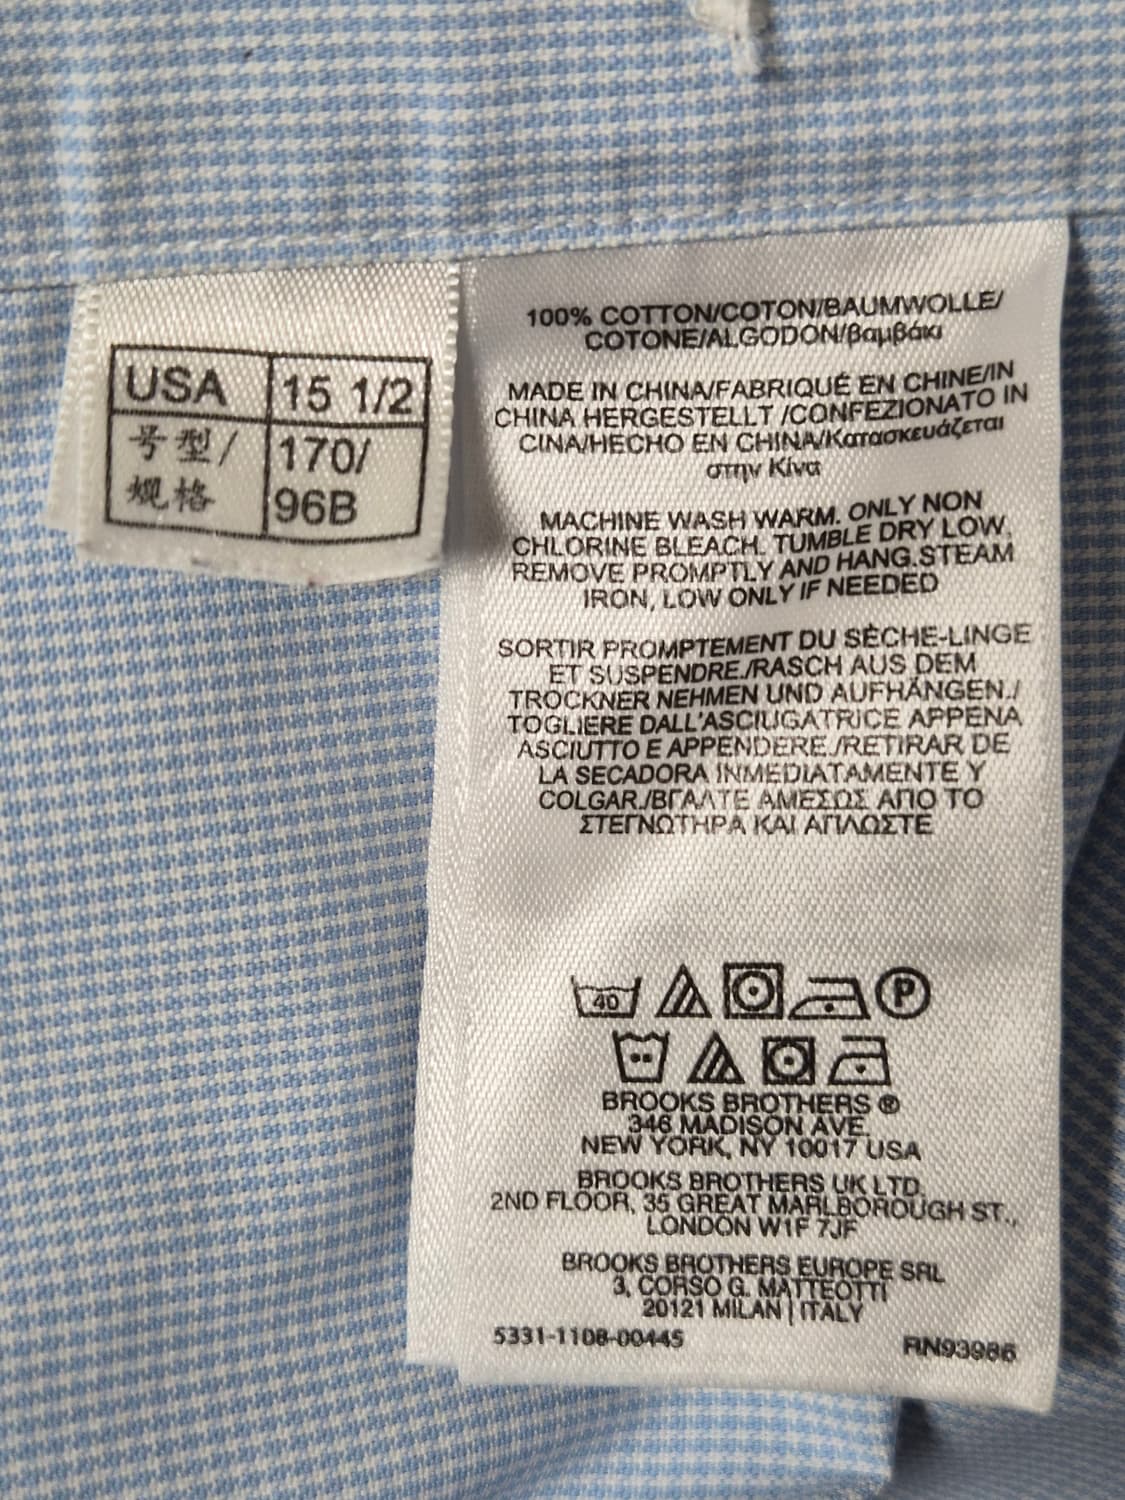 USA 15 1/2
号型/ 170/
规格 96B
100% COTTON/COTON/BAUMWOLLE/
COTONE/ALGODON/Βαμβάκι
MADE IN CHINA/FABRIQUÉ EN CHINE/IN
CHINA HERGESTELLT /CONFEZIONATO IN
CINA/HECHO EN CHINA/Κατασκευάζεται
στην Κίνα
MACHINE WASH WARM. ONLY NON
CHLORINE BLEACH. TUMBLE DRY LOW,
REMOVE PROMPTLY AND HANG.STEAM
IRON, LOW ONLY IF NEEDED
SORTIR PROMPTEMENT DU SÈCHE-LINGE
ET SUSPENDRE./RASCH AUS DEM
TROCKNER NEHMEN UND AUFHÄNGEN./
TOGLIERE DALL'ASCIUGATRICE APPENA
ASCIUTTO E APPENDERE./RETIRAR DE
LA SECADORA INMEDIATAMENTE Y
COLGAR./ΒΓΑΛΤΕ ΑΜΕΣΩΣ ΑΠΟ ΤΟ
ΣΤΕΓΝΩΤΗΡΑ ΚΑΙ ΑΠΛΩΣΤΕ
40 P
BROOKS BROTHERS ®
346 MADISON AVE.
NEW YORK, NY 10017 USA
BROOKS BROTHERS UK LTD.
2ND FLOOR, 35 GREAT MARLBOROUGH ST.,
LONDON W1F 7JF
BROOKS BROTHERS EUROPE SRL
3, CORSO G. MATTEOTTI
20121 MILAN | ITALY
5331-1108-00445 RN93986